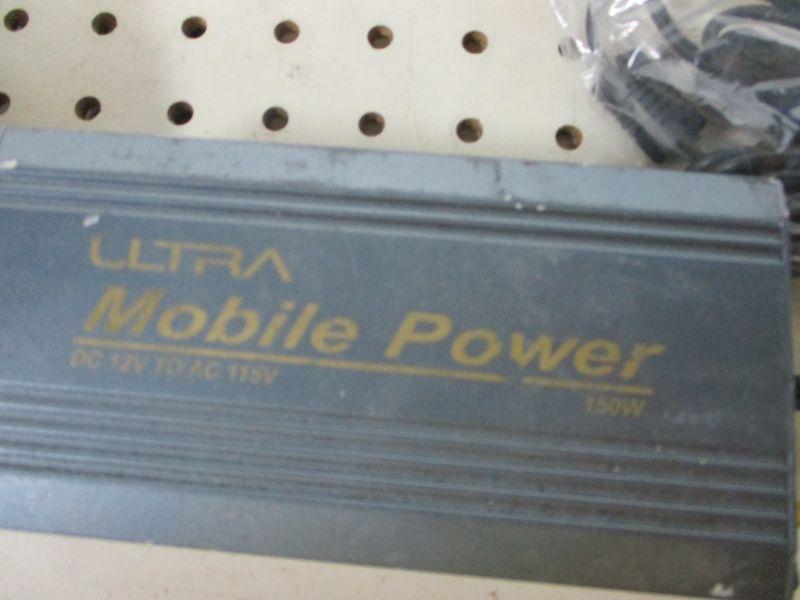 ULTRA
Mobile Power
DC 12V TO AC 115V
150W